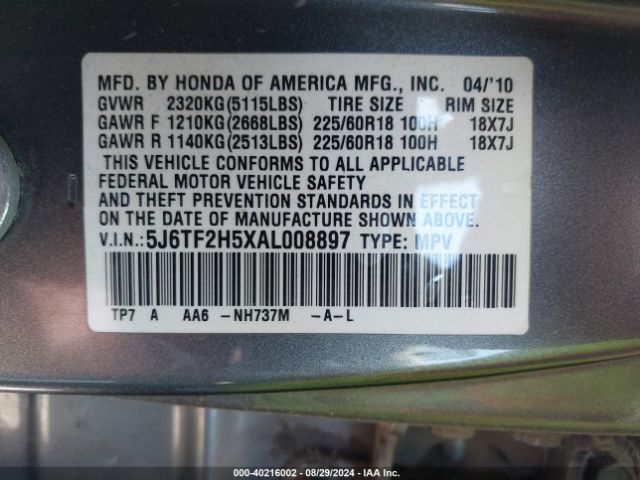 MFD. BY HONDA OF AMERICA MFG., INC. 04/'10
GVWR 2320KG(5115LBS) TIRE SIZE RIM SIZE
GAWR F 1210KG(2668LBS) 225/60R18 100H 18X7J
GAWR R 1140KG(2513LBS) 225/60R18 100H 18X7J
THIS VEHICLE CONFORMS TO ALL APPLICABLE
FEDERAL MOTOR VEHICLE SAFETY
AND THEFT PREVENTION STANDARDS IN EFFECT
ON THE DATE OF MANUFACTURE SHOWN ABOVE.
V.I.N.:5J6TF2H5XAL008897 TYPE: MPV
TP7 A AA6 -NH737M -A-L
000-40216002 - 08/29/2024 - IAA Inc.